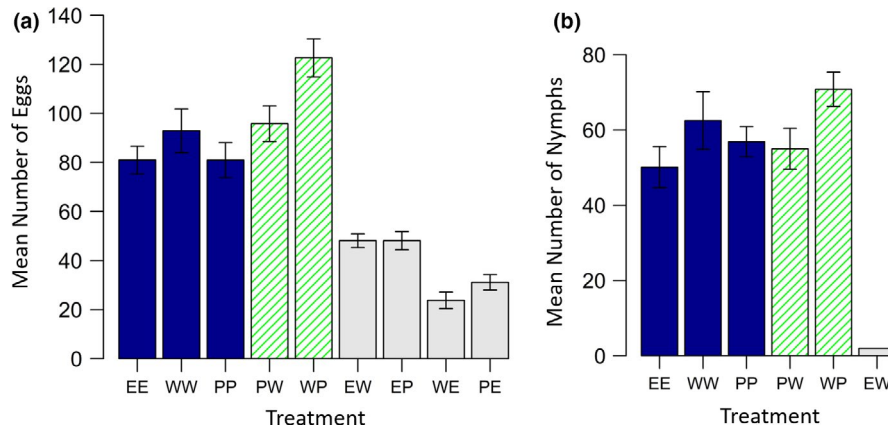 (a)
Mean Number of Eggs
140
120
100
80
60
40
20
0
EE WW PP PW WP EW EP WE PE
Treatment
(b)
Mean Number of Nymphs
80
60
40
20
0
EE WW PP PW WP EW
Treatment